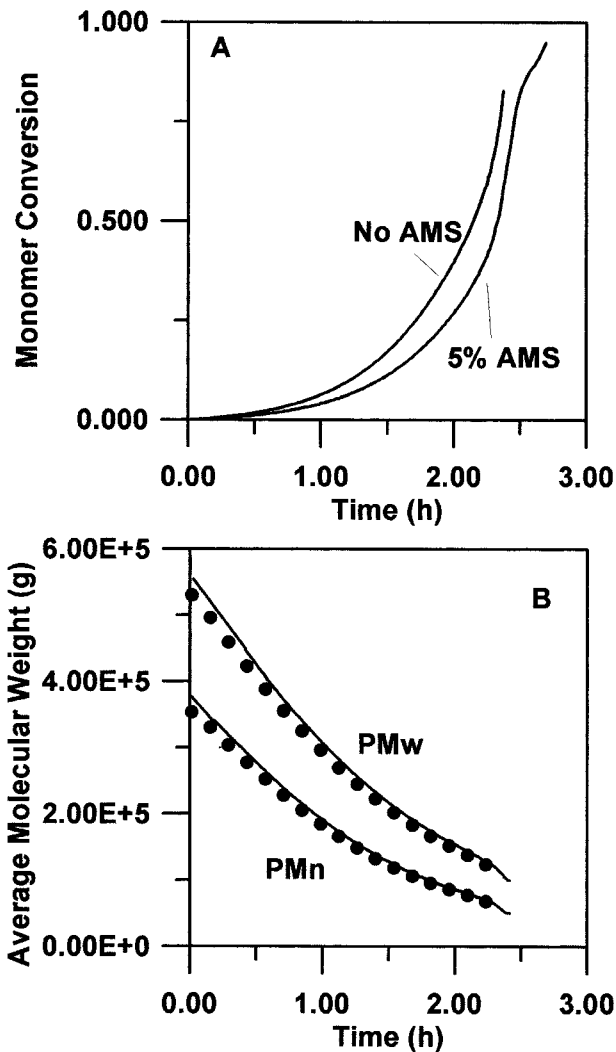 1.000
A
Monomer Conversion
0.500
No AMS
5% AMS
0.000
0.00 1.00 2.00 3.00
Time (h)
6.00E+5
B
Average Molecular Weight (g)
4.00E+5
PMw
2.00E+5
PMn
0.00E+0
0.00 1.00 2.00 3.00
Time (h)